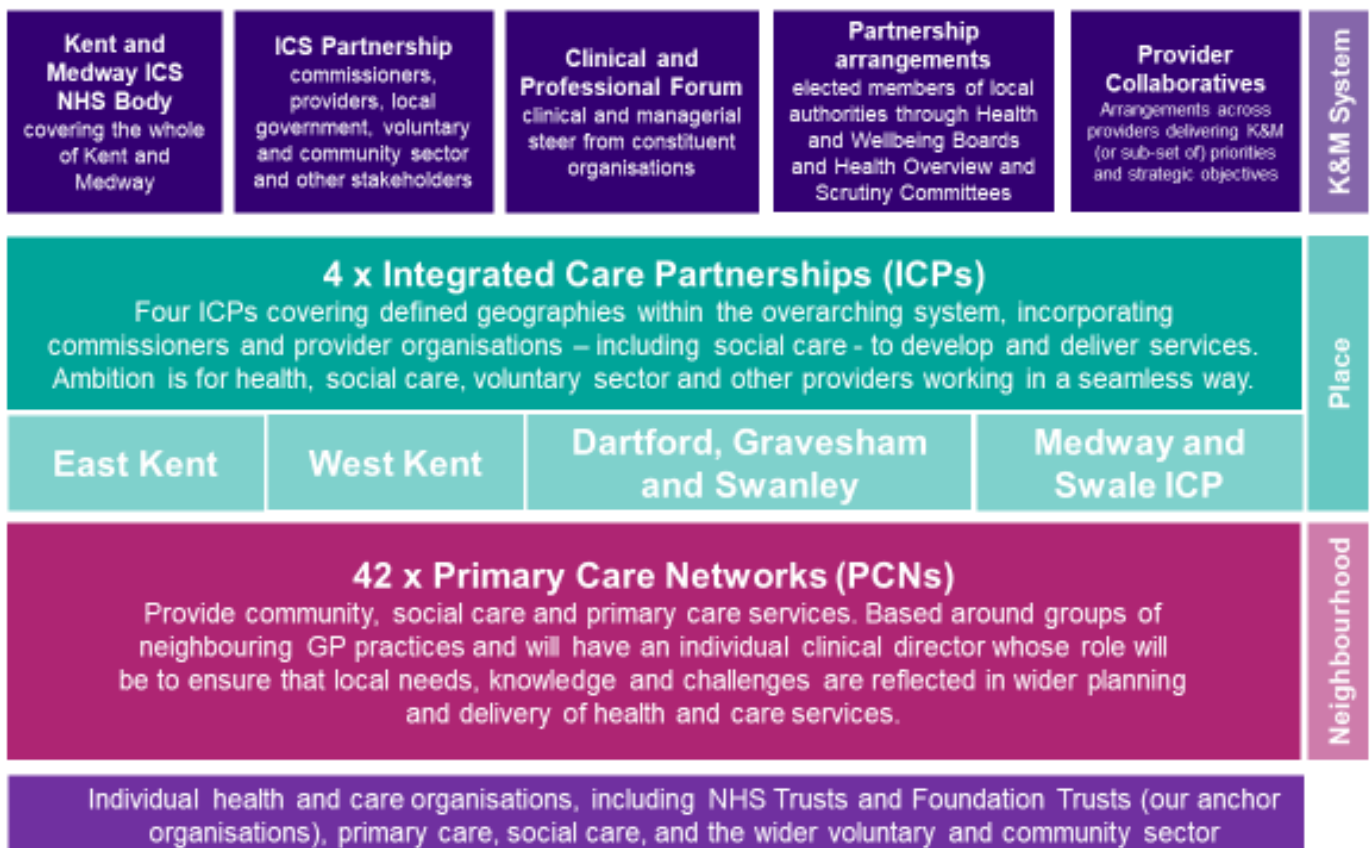 Kent and
Medway ICS
NHS Body
covering the whole
of Kent and
Medway
ICS Partnership
commissioners,
providers, local
government, voluntary
and community sector
and other stakeholders
Clinical and
Professional Forum
clinical and managerial
steer from constituent
organisations
Partnership
arrangements
elected members of local
authorities through Health
and Wellbeing Boards
and Health Overview and
Scrutiny Committees
Provider
Collaboratives
Arrangements across
providers delivering K&M
(or sub-set of) priorities
and strategic objectives
K&M System
4 x Integrated Care Partnerships (ICPs)
Four ICPs covering defined geographies within the overarching system, incorporating
commissioners and provider organisations – including social care - to develop and deliver services.
Ambition is for health, social care, voluntary sector and other providers working in a seamless way.
East Kent
West Kent
Dartford, Gravesham
and Swanley
Medway and
Swale ICP
Place
42 x Primary Care Networks (PCNs)
Provide community, social care and primary care services. Based around groups of
neighbouring GP practices and will have an individual clinical director whose role will
be to ensure that local needs, knowledge and challenges are reflected in wider planning
and delivery of health and care services.
Neighbourhood
Individual health and care organisations, including NHS Trusts and Foundation Trusts (our anchor
organisations), primary care, social care, and the wider voluntary and community sector